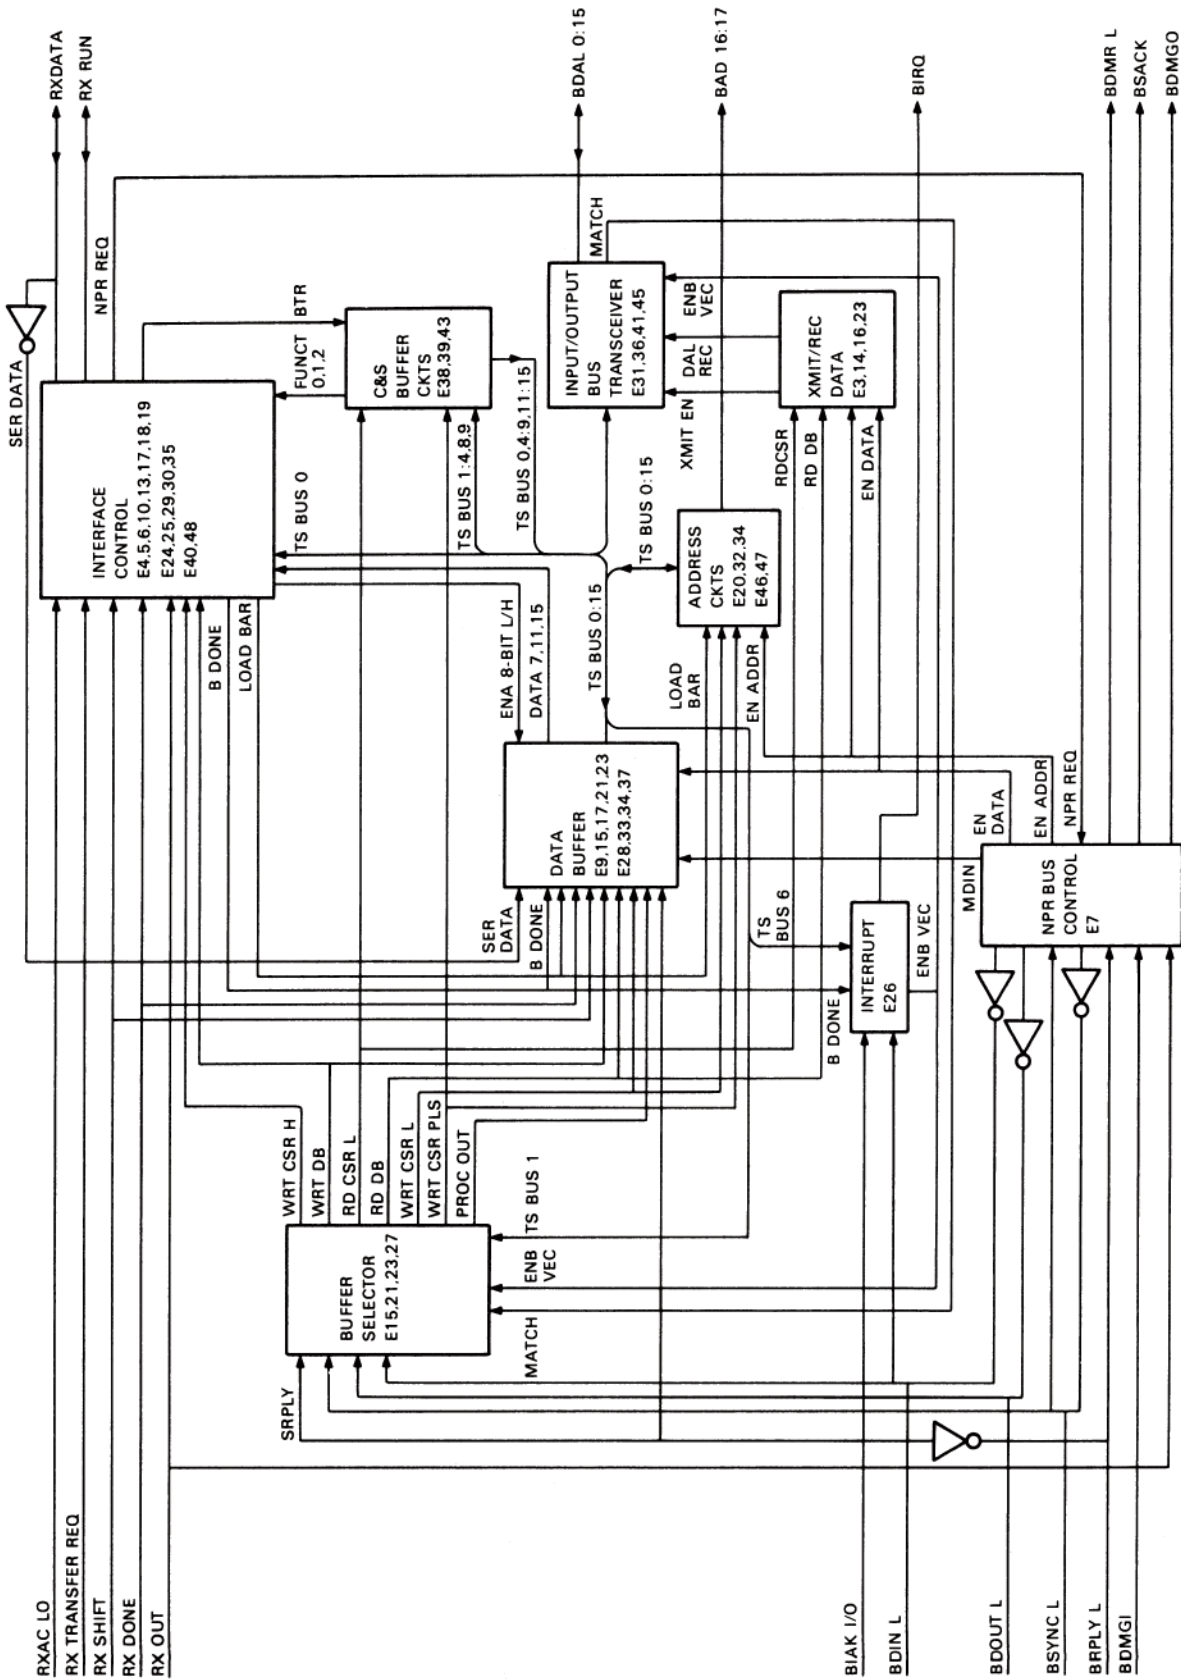 RXAC LO
RX TRANSFER REQ
RX SHIFT
RX DONE
RX OUT
BIAK I/O
BDIN L
BDOUT L
BSYNC L
BRPLY L
BDMGI
SRPLY
BUFFER
SELECTOR
E15,21,23,27
MATCH
ENB
VEC
TS BUS 1
WRT CSR H
WRT DB
RD CSR L
RD DB
WRT CSR L
WRT CSR PLS
PROC OUT
B DONE
INTERRUPT
E26
ENB VEC
TS
BUS 6
NPR BUS
CONTROL
E7
MDIN
EN
DATA
EN ADDR
NPR REQ
SER
DATA
B DONE
DATA
BUFFER
E9,15,17,21,23
E28,33,34,37
ENA 8-BIT L/H
DATA 7,11,15
TS BUS 0:15
LOAD
BAR
EN ADDR
B DONE
LOAD BAR
ADDRESS
CKTS
E20,32,34
E46,47
TS BUS 0:15
INTERFACE
CONTROL
E4,5,6,10,13,17,18,19
E24,25,29,30,35
E40,48
TS BUS 0
TS BUS 1:4,8,9
TS BUS 0,4:9,11:15
SER DATA
FUNCT
0,1,2
BTR
NPR REQ
C&S
BUFFER
CKTS
E38,39,43
XMIT EN
DAL
REC
ENB
VEC
RDCSR
RD DB
EN DATA
INPUT/OUTPUT
BUS
TRANSCEIVER
E31,36,41,45
MATCH
XMIT/REC
DATA
E3,14,16,23
RXDATA
RX RUN
BDAL 0:15
BAD 16:17
BIRQ
BDMR L
BSACK
BDMGO